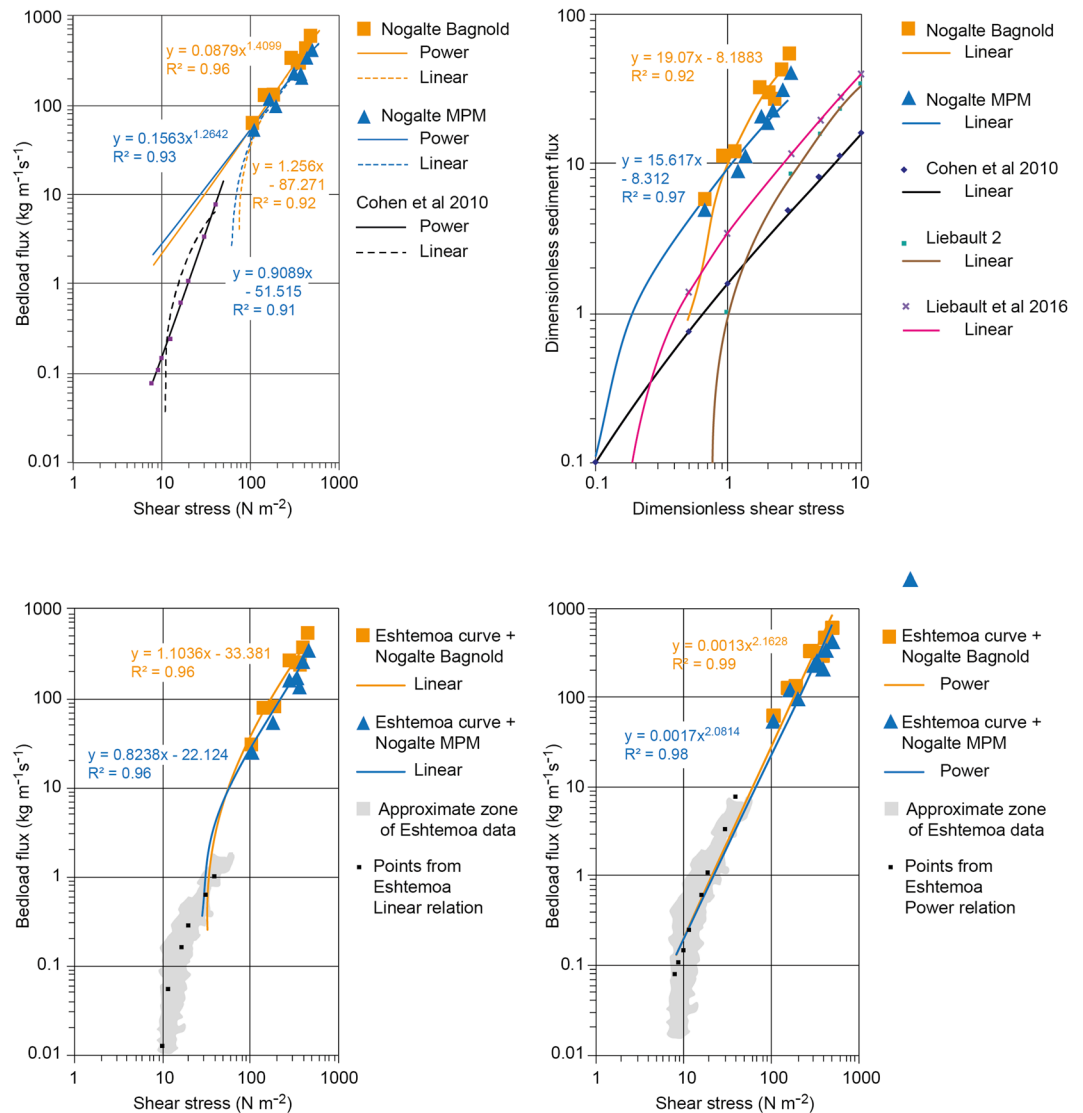 1000
100
10
1
0.1
0.01
1
10
100
1000
Bedload flux (kg m⁻¹s⁻¹)
Shear stress (N m⁻²)
y = 0.0879x¹·⁴⁰⁹⁹
R² = 0.96
y = 0.1563x¹·²⁶⁴²
R² = 0.93
y = 1.256x
- 87.271
R² = 0.92
y = 0.9089x
- 51.515
R² = 0.91
Nogalte Bagnold
Power
Linear
Nogalte MPM
Power
Linear
Cohen et al 2010
Power
Linear
100
10
1
0.1
0.1
1
10
Dimensionless sediment flux
Dimensionless shear stress
y = 19.07x - 8.1883
R² = 0.92
y = 15.617x
- 8.312
R² = 0.97
Nogalte Bagnold
Linear
Nogalte MPM
Linear
Cohen et al 2010
Linear
Liebault 2
Linear
Liebault et al 2016
Linear
1000
100
10
1
0.1
0.01
1
10
100
1000
Bedload flux (kg m⁻¹s⁻¹)
Shear stress (N m⁻²)
y = 1.1036x - 33.381
R² = 0.96
y = 0.8238x - 22.124
R² = 0.96
Eshtemoa curve +
Nogalte Bagnold
Linear
Eshtemoa curve +
Nogalte MPM
Linear
Approximate zone
of Eshtemoa data
Points from
Eshtemoa
Linear relation
1000
100
10
1
0.1
0.01
1
10
100
1000
Bedload flux (kg m⁻¹s⁻¹)
Shear stress (N m⁻²)
y = 0.0013x²·¹⁶²⁸
R² = 0.99
y = 0.0017x²·⁰⁸¹⁴
R² = 0.98
Eshtemoa curve +
Nogalte Bagnold
Power
Eshtemoa curve +
Nogalte MPM
Power
Approximate zone
of Eshtemoa data
Points from
Eshtemoa
Power relation